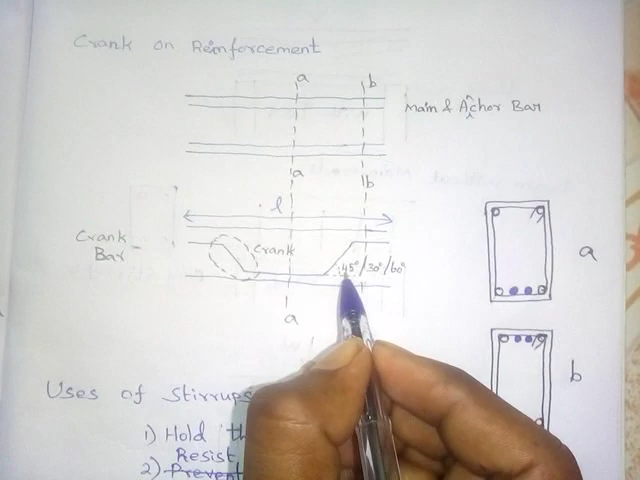 Crank on Reinforcement
a
b
Main & Anchor Bar
a
b
l
Crank
Bar
Crank
45°/30°/60°
a
a
b
Uses of Stirrups
1) Hold
Resist
2) Prevent